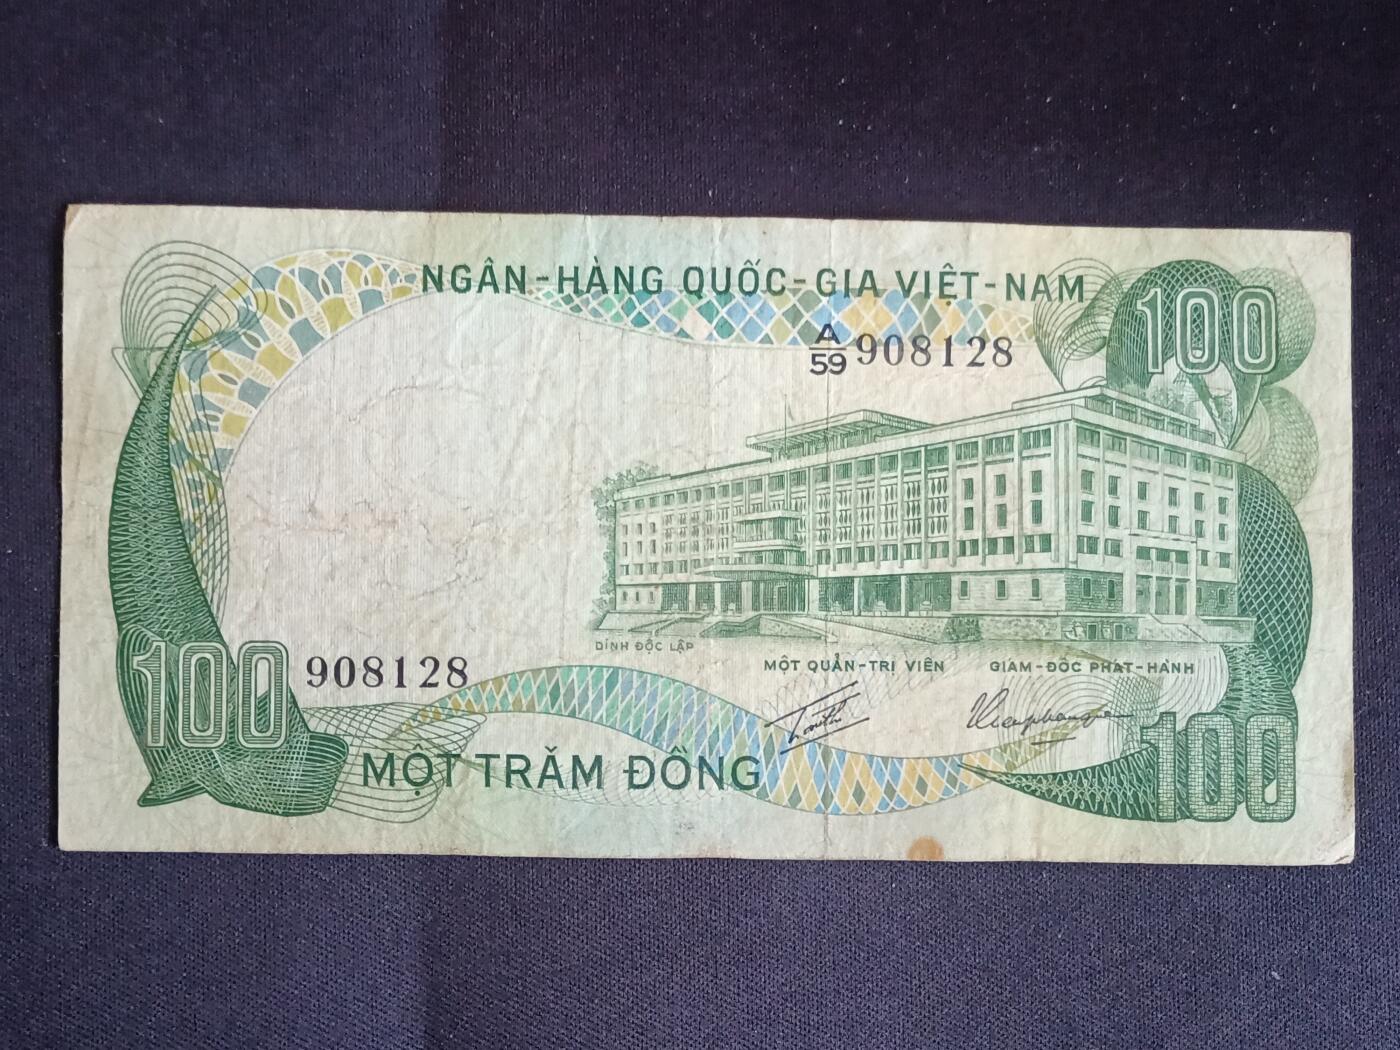 NGÂN-HÀNG QUỐC-GIA VIỆT-NAM
100
A
59 908128
DINH ĐỘC LẬP
MỘT QUẢN-TRỊ VIÊN
GIÁM-ĐỐC PHÁT-HÀNH
100
908128
100
MỘT TRĂM ĐỒNG